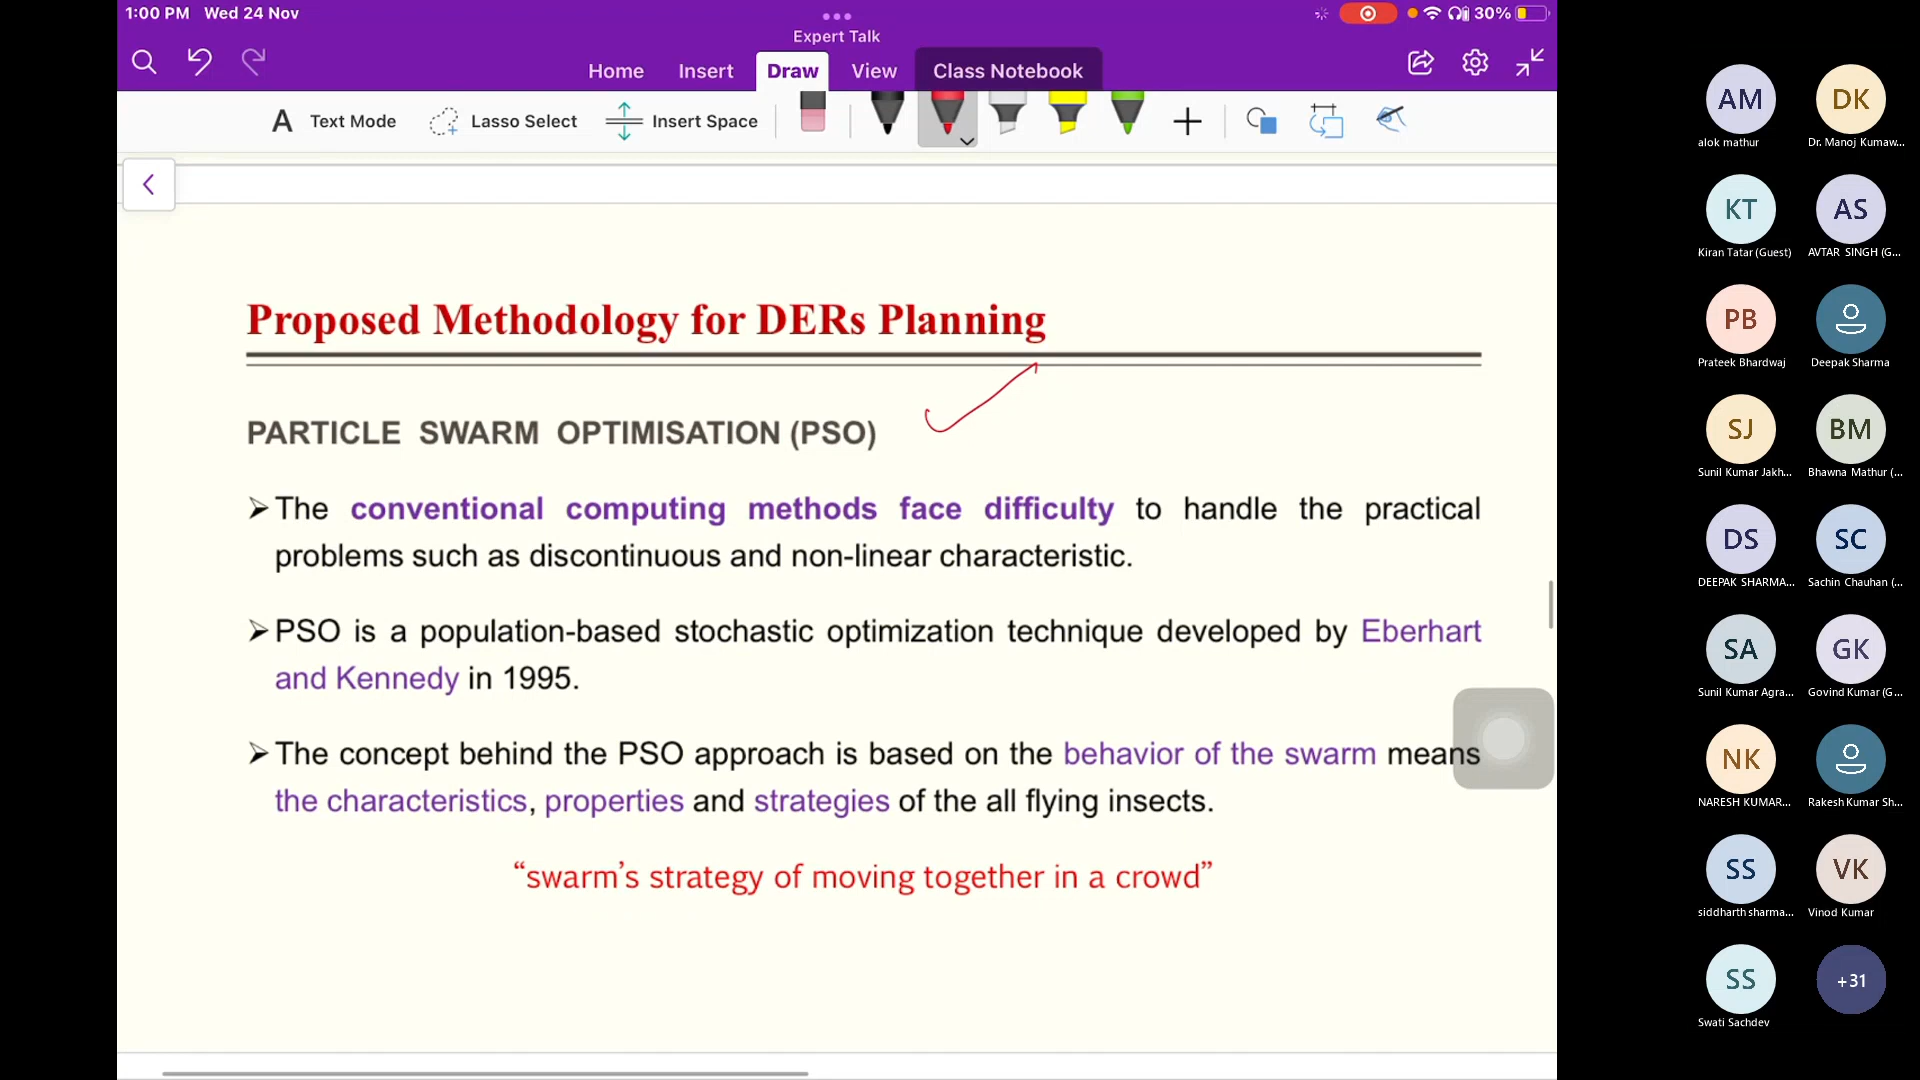 1:00 PM Wed 24 Nov
30%
Expert Talk
Home Insert Draw View Class Notebook
A Text Mode Lasso Select Insert Space
Proposed Methodology for DERs Planning
PARTICLE SWARM OPTIMISATION (PSO)
➢The conventional computing methods face difficulty to handle the practical
problems such as discontinuous and non-linear characteristic.
➢PSO is a population-based stochastic optimization technique developed by Eberhart
and Kennedy in 1995.
➢The concept behind the PSO approach is based on the behavior of the swarm means
the characteristics, properties and strategies of the all flying insects.
“swarm’s strategy of moving together in a crowd”
AM DK
alok mathur Dr. Manoj Kumaw...
KT AS
Kiran Tatar (Guest) AVTAR SINGH (G...
PB
Prateek Bhardwaj Deepak Sharma
SJ BM
Sunil Kumar Jakh... Bhawna Mathur (...
DS SC
DEEPAK SHARMA... Sachin Chauhan (...
SA GK
Sunil Kumar Agra... Govind Kumar (G...
NK
NARESH KUMAR... Rakesh Kumar Sh...
SS VK
siddharth sharma... Vinod Kumar
SS +31
Swati Sachdev